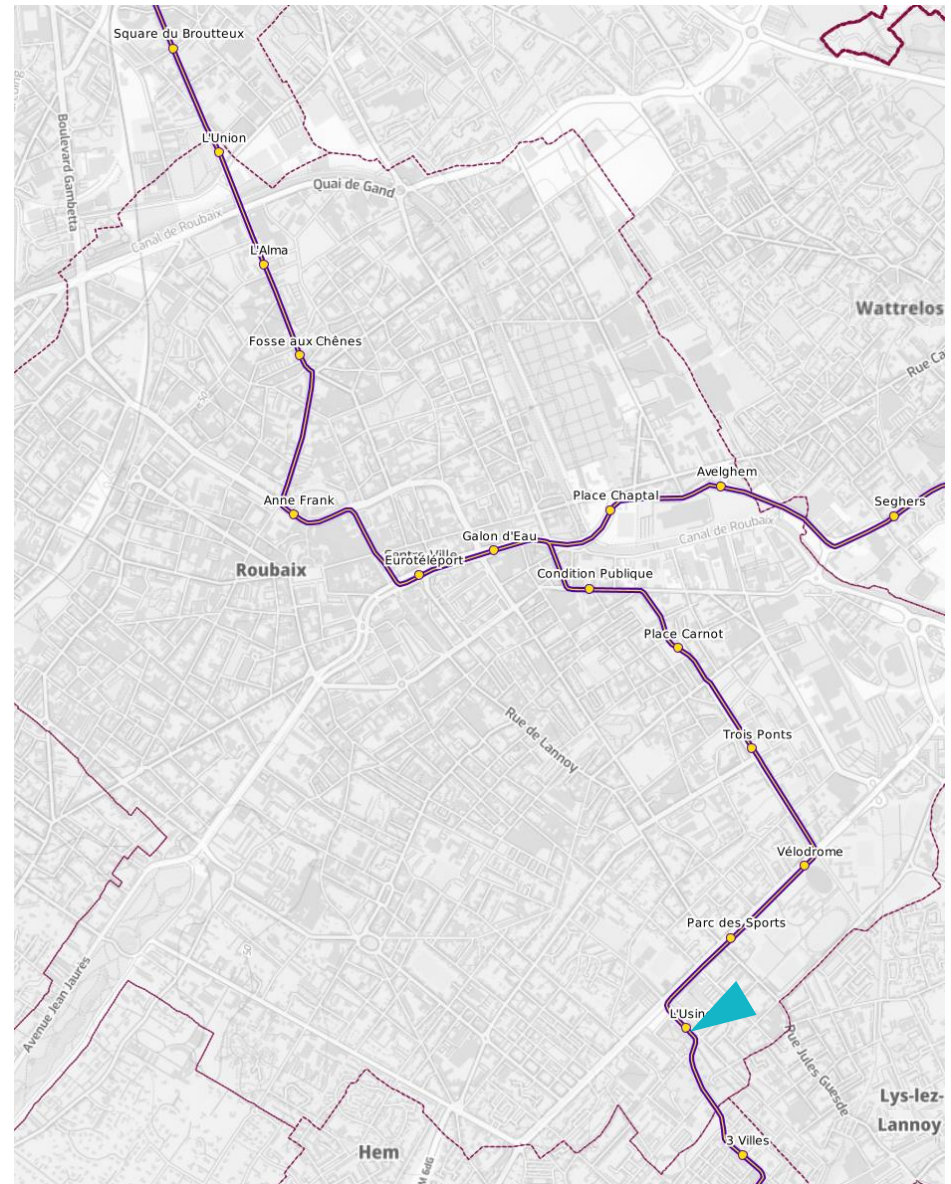 Square du Broutteux
L'Union
Boulevard Gambetta
Quai de Gand
Canal de Roubaix
L'Alma
Wattrelos
Fosse aux Chênes
50
Rue Ca
Avelghem
Place Chaptal
Anne Frank
Seghers
Galon d'Eau
Canal de Roubaix
Centre-Ville
Eurotéléport
Roubaix
Condition Publique
Place Carnot
Rue de Lannoy
Trois Ponts
Vélodrome
Parc des Sports
50
Avenue Jean Jaurès
L'Usin
Rue Jules Guesde
Lys-lez-
Lannoy
3 Villes
Hem
M 6dG